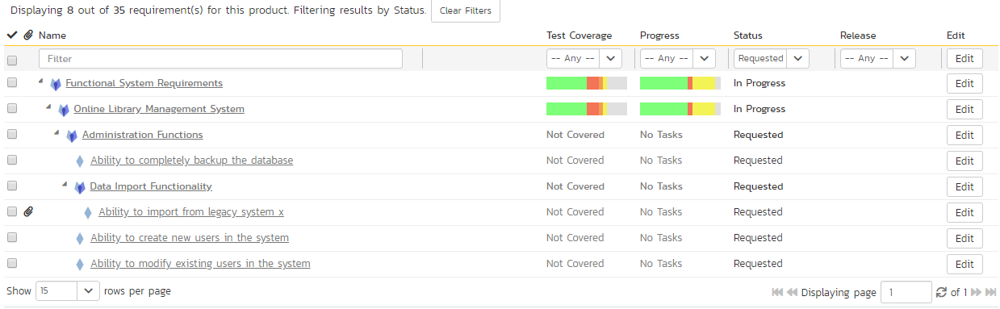 Displaying 8 out of 35 requirement(s) for this product. Filtering results by Status. Clear Filters
Name Test Coverage Progress Status Release Edit
Filter -- Any -- -- Any -- Requested -- Any -- Edit
Functional System Requirements In Progress Edit
Online Library Management System In Progress Edit
Administration Functions Not Covered No Tasks Requested Edit
Ability to completely backup the database Not Covered No Tasks Requested Edit
Data Import Functionality Not Covered No Tasks Requested Edit
Ability to import from legacy system x Not Covered No Tasks Requested Edit
Ability to create new users in the system Not Covered No Tasks Requested Edit
Ability to modify existing users in the system Not Covered No Tasks Requested Edit
Show 15 rows per page Displaying page 1 of 1